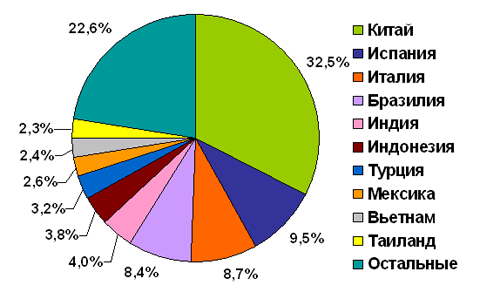 32,5%
9,5%
8,7%
8,4%
4,0%
3,8%
3,2%
2,6%
2,4%
2,3%
22,6%
Китай
Испания
Италия
Бразилия
Индия
Индонезия
Турция
Мексика
Вьетнам
Таиланд
Остальные